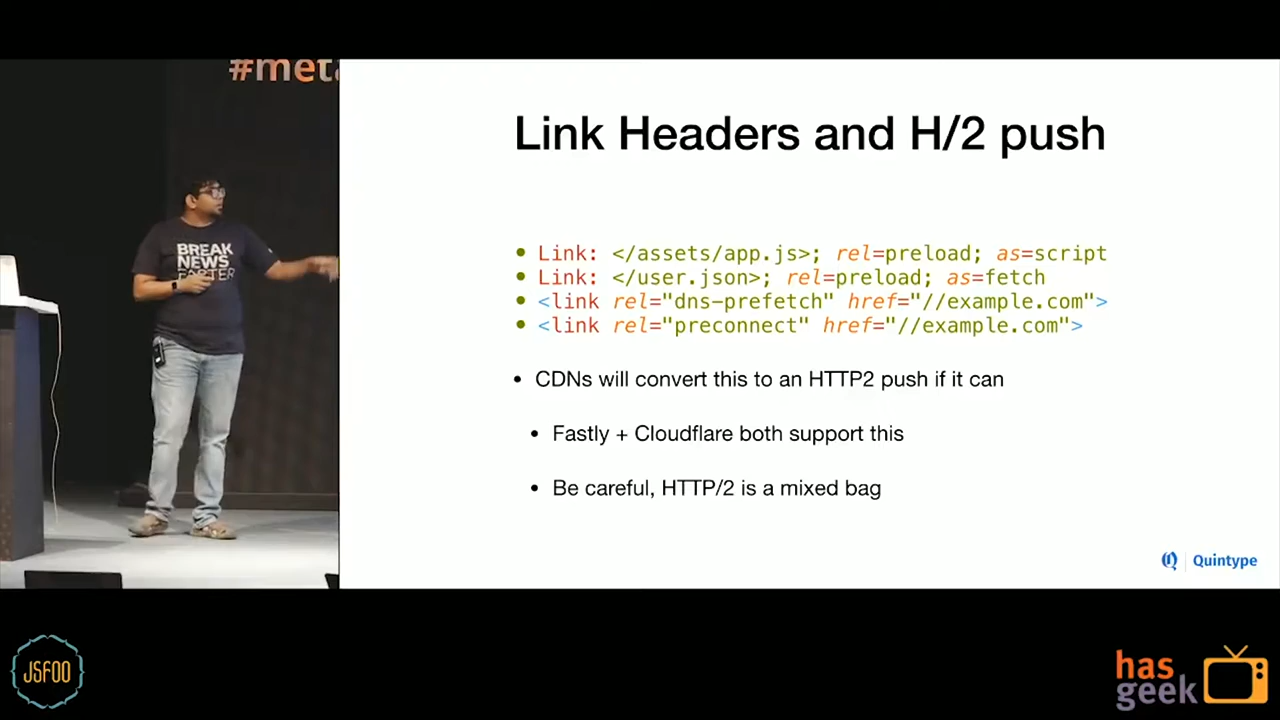 #meta
BREAK
NEWS
FASTER
Link Headers and H/2 push
• Link: </assets/app.js>; rel=preload; as=script
• Link: </user.json>; rel=preload; as=fetch
• <link rel="dns-prefetch" href="//example.com">
• <link rel="preconnect" href="//example.com">
• CDNs will convert this to an HTTP2 push if it can
• Fastly + Cloudflare both support this
• Be careful, HTTP/2 is a mixed bag
Quintype
JSFOO
has
geek